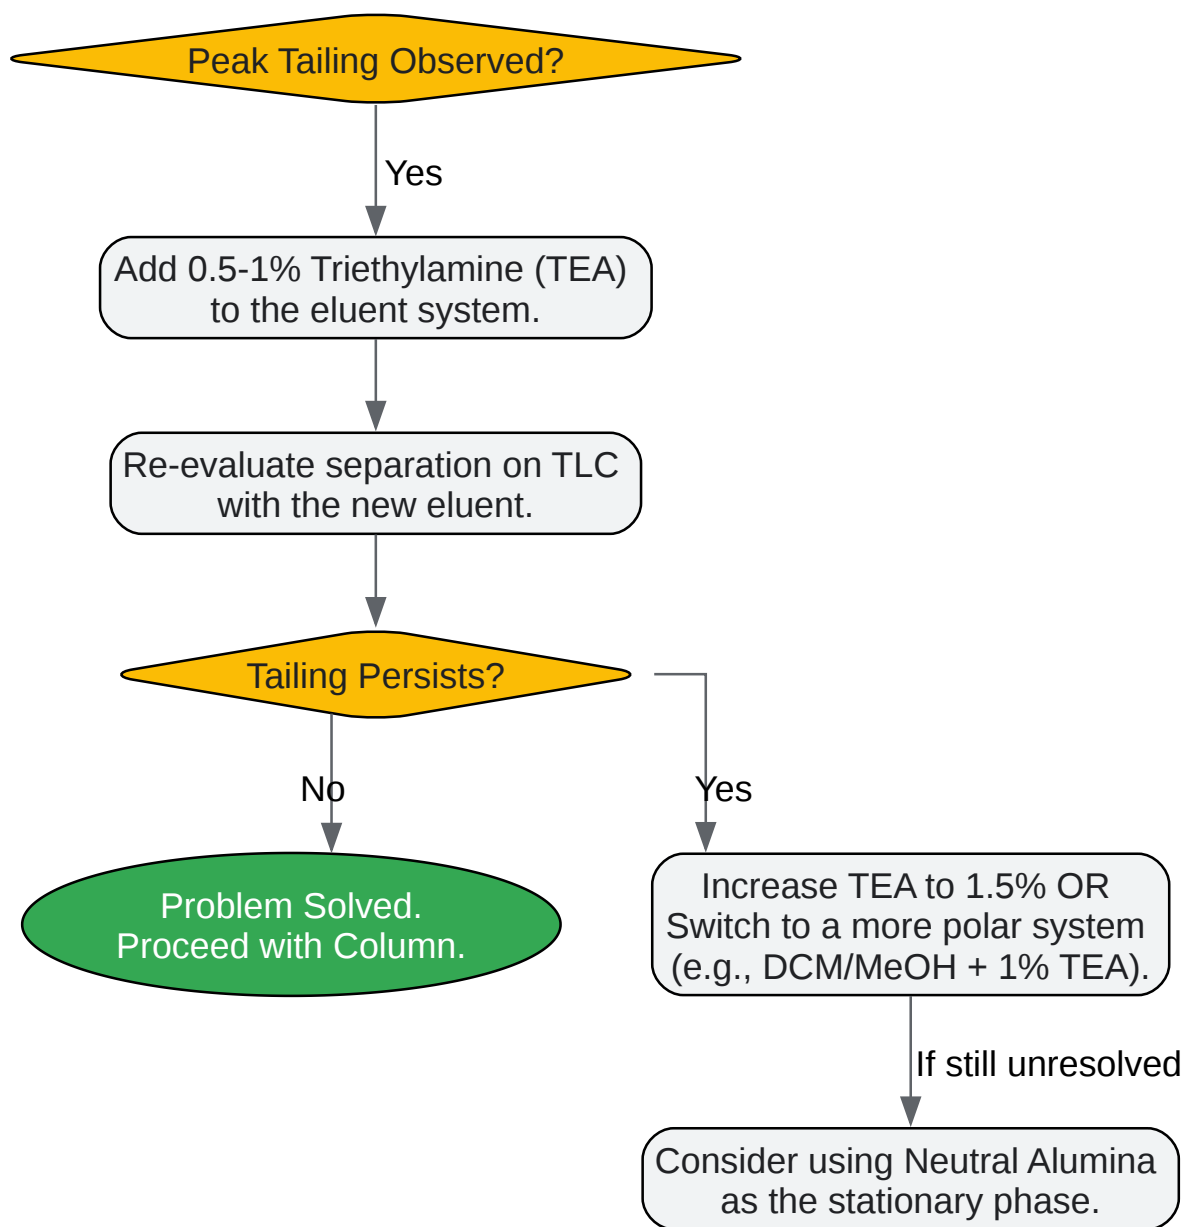 Peak Tailing Observed?
Yes
Add 0.5-1% Triethylamine (TEA)
to the eluent system.
Re-evaluate separation on TLC
with the new eluent.
Tailing Persists?
No
Yes
Problem Solved.
Proceed with Column.
Increase TEA to 1.5% OR
Switch to a more polar system
(e.g., DCM/MeOH + 1% TEA).
If still unresolved
Consider using Neutral Alumina
as the stationary phase.